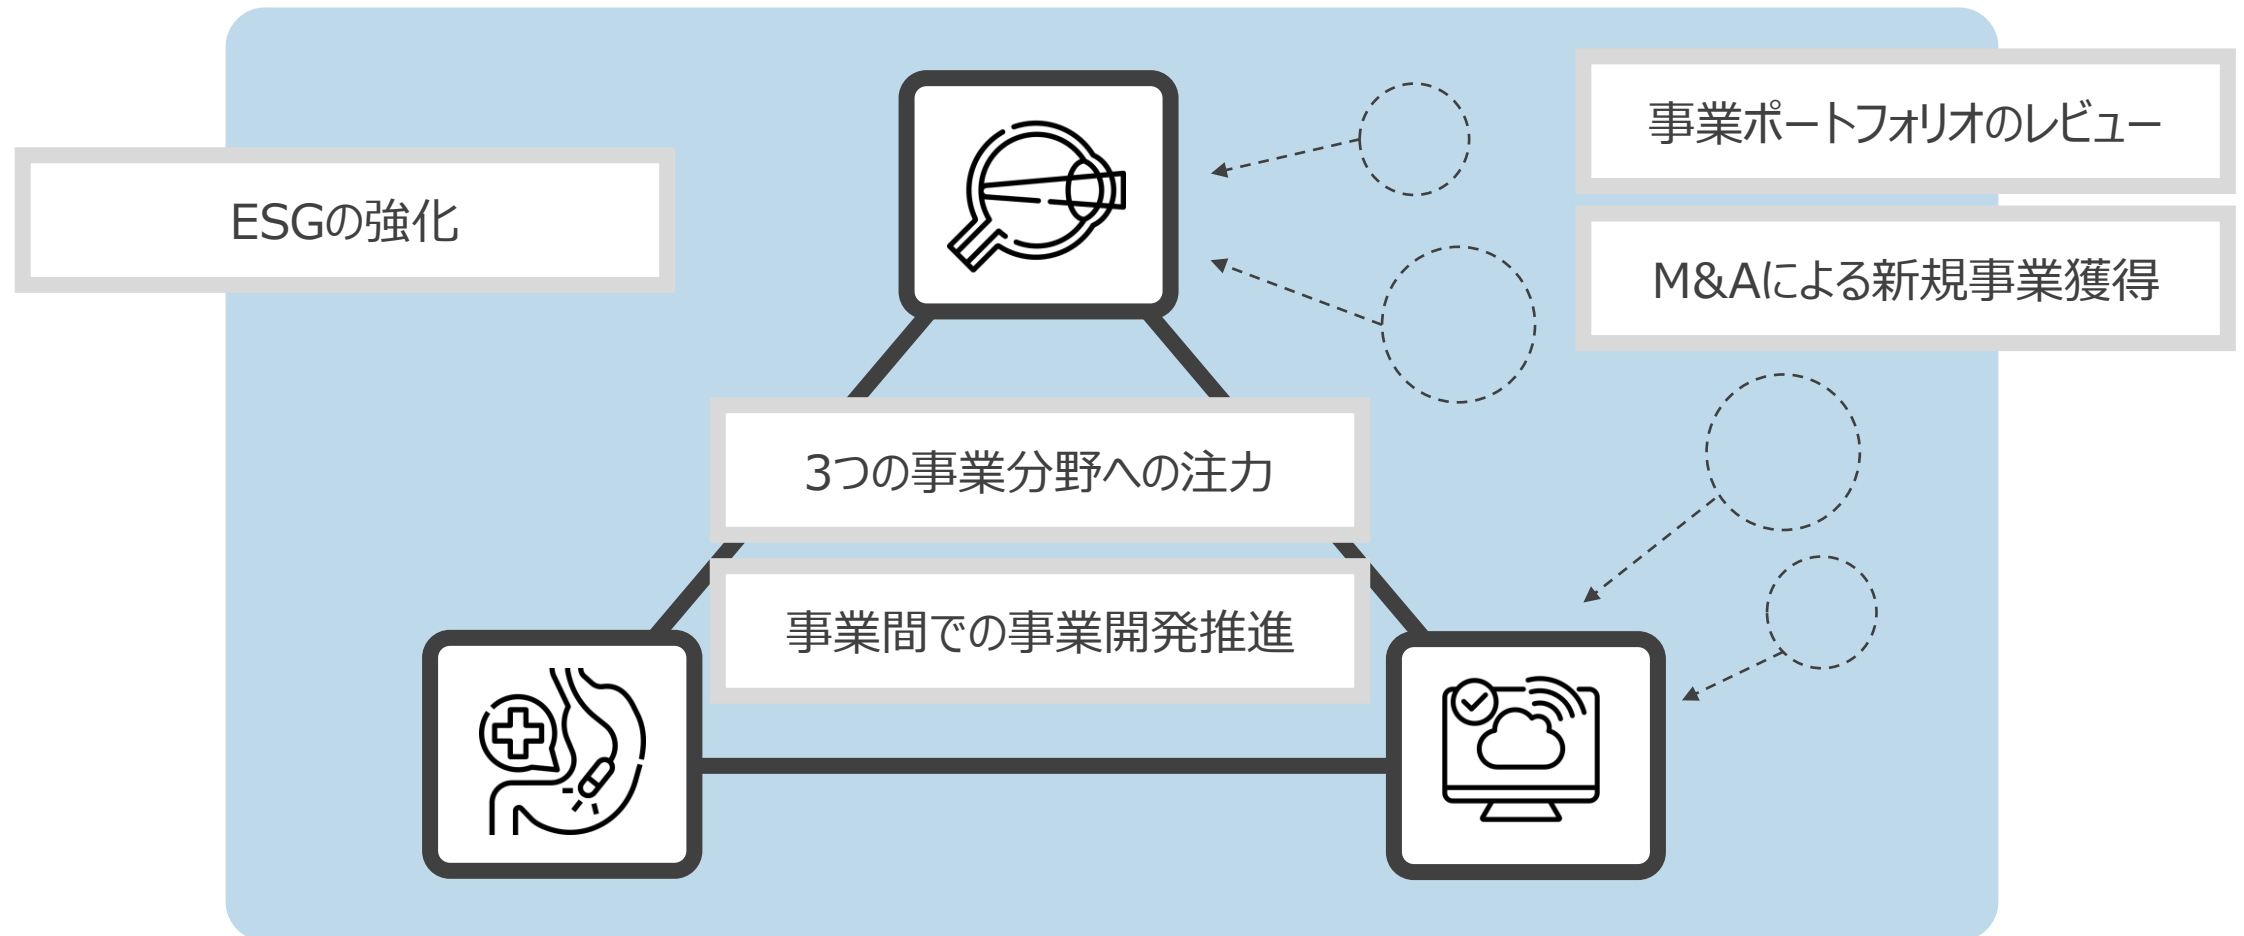 事業ポートフォリオのレビュー
ESGの強化
M&Aによる新規事業獲得
3つの事業分野への注力
事業間での事業開発推進